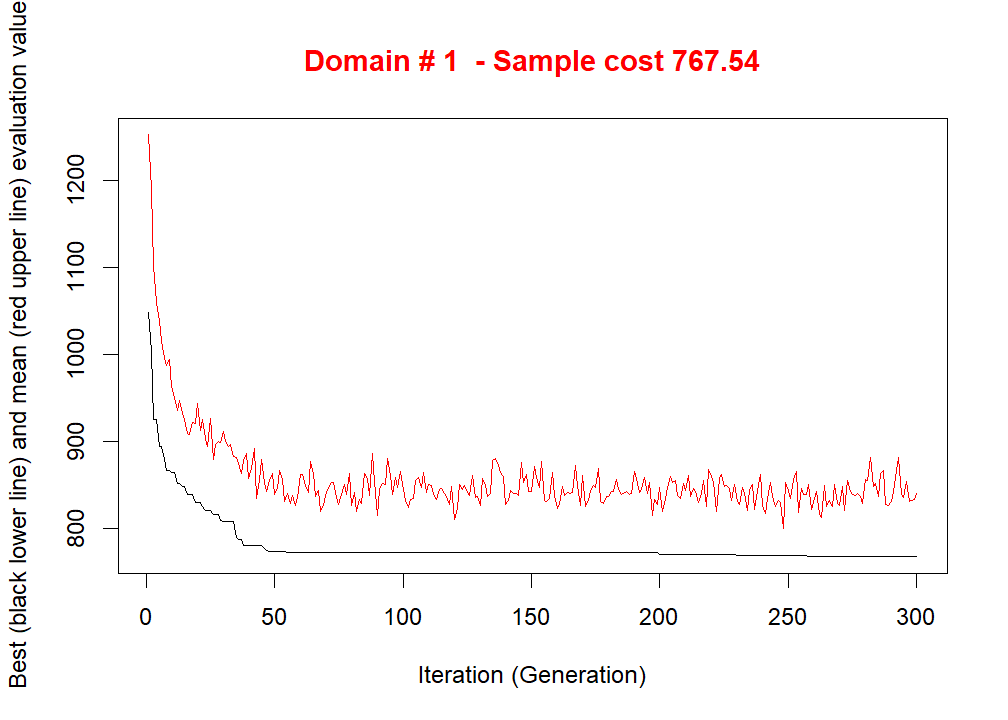 Domain # 1  - Sample cost 767.54
Best (black lower line) and mean (red upper line) evaluation value
1200
1100
1000
900
800
0 50 100 150 200 250 300
Iteration (Generation)